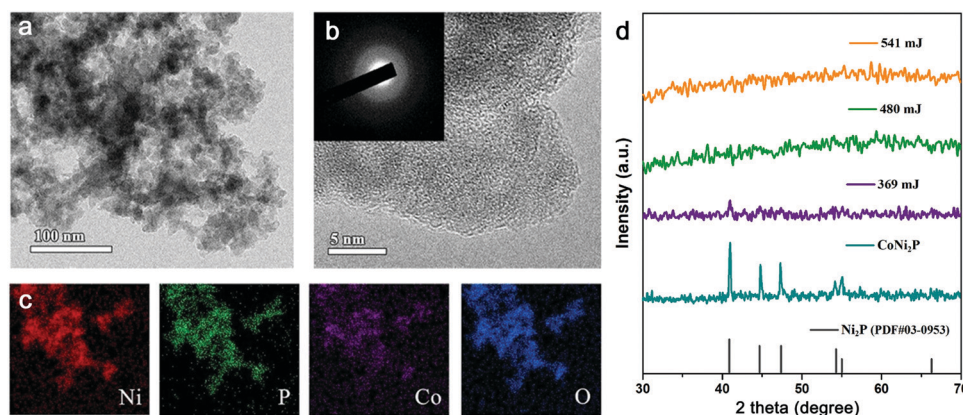 a
100 nm
b
5 nm
c
Ni
P
Co
O
d
541 mJ
480 mJ
369 mJ
CoNi₂P
Ni₂P (PDF#03-0953)
Inensity (a.u.)
30 40 50 60 70
2 theta (degree)